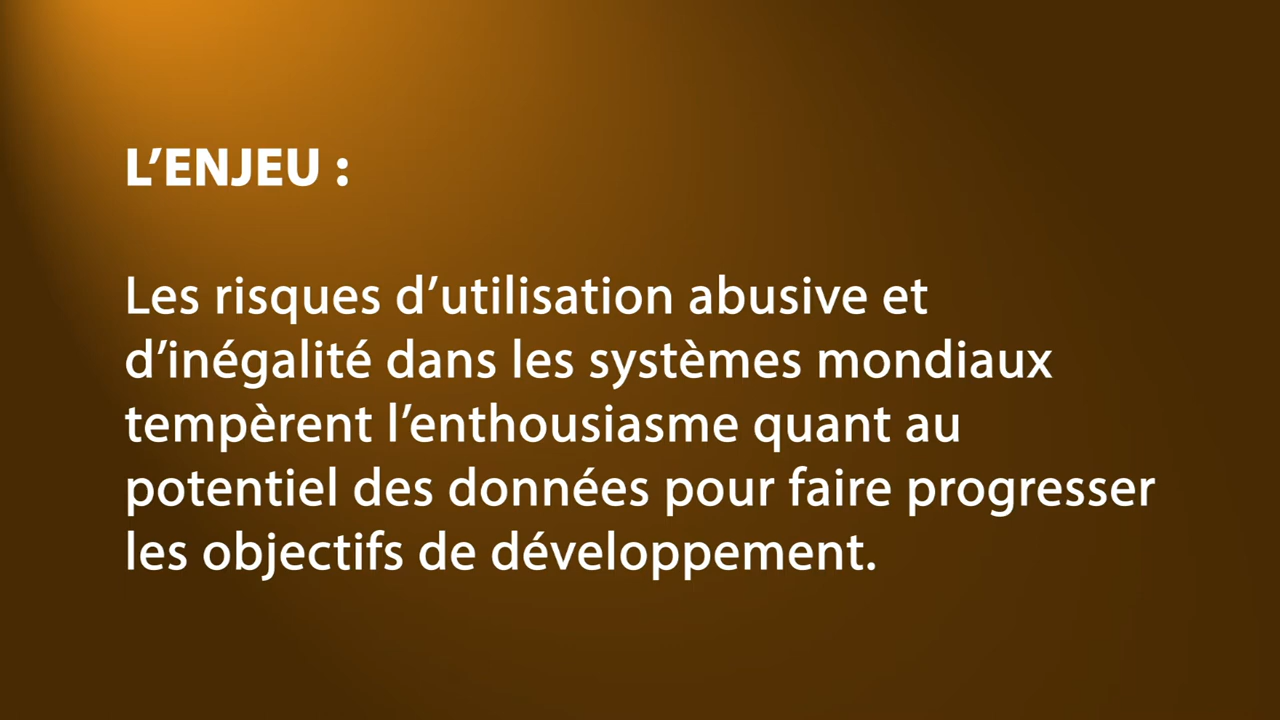 L’ENJEU :
Les risques d’utilisation abusive et
d’inégalité dans les systèmes mondiaux
tempèrent l’enthousiasme quant au
potentiel des données pour faire progresser
les objectifs de développement.